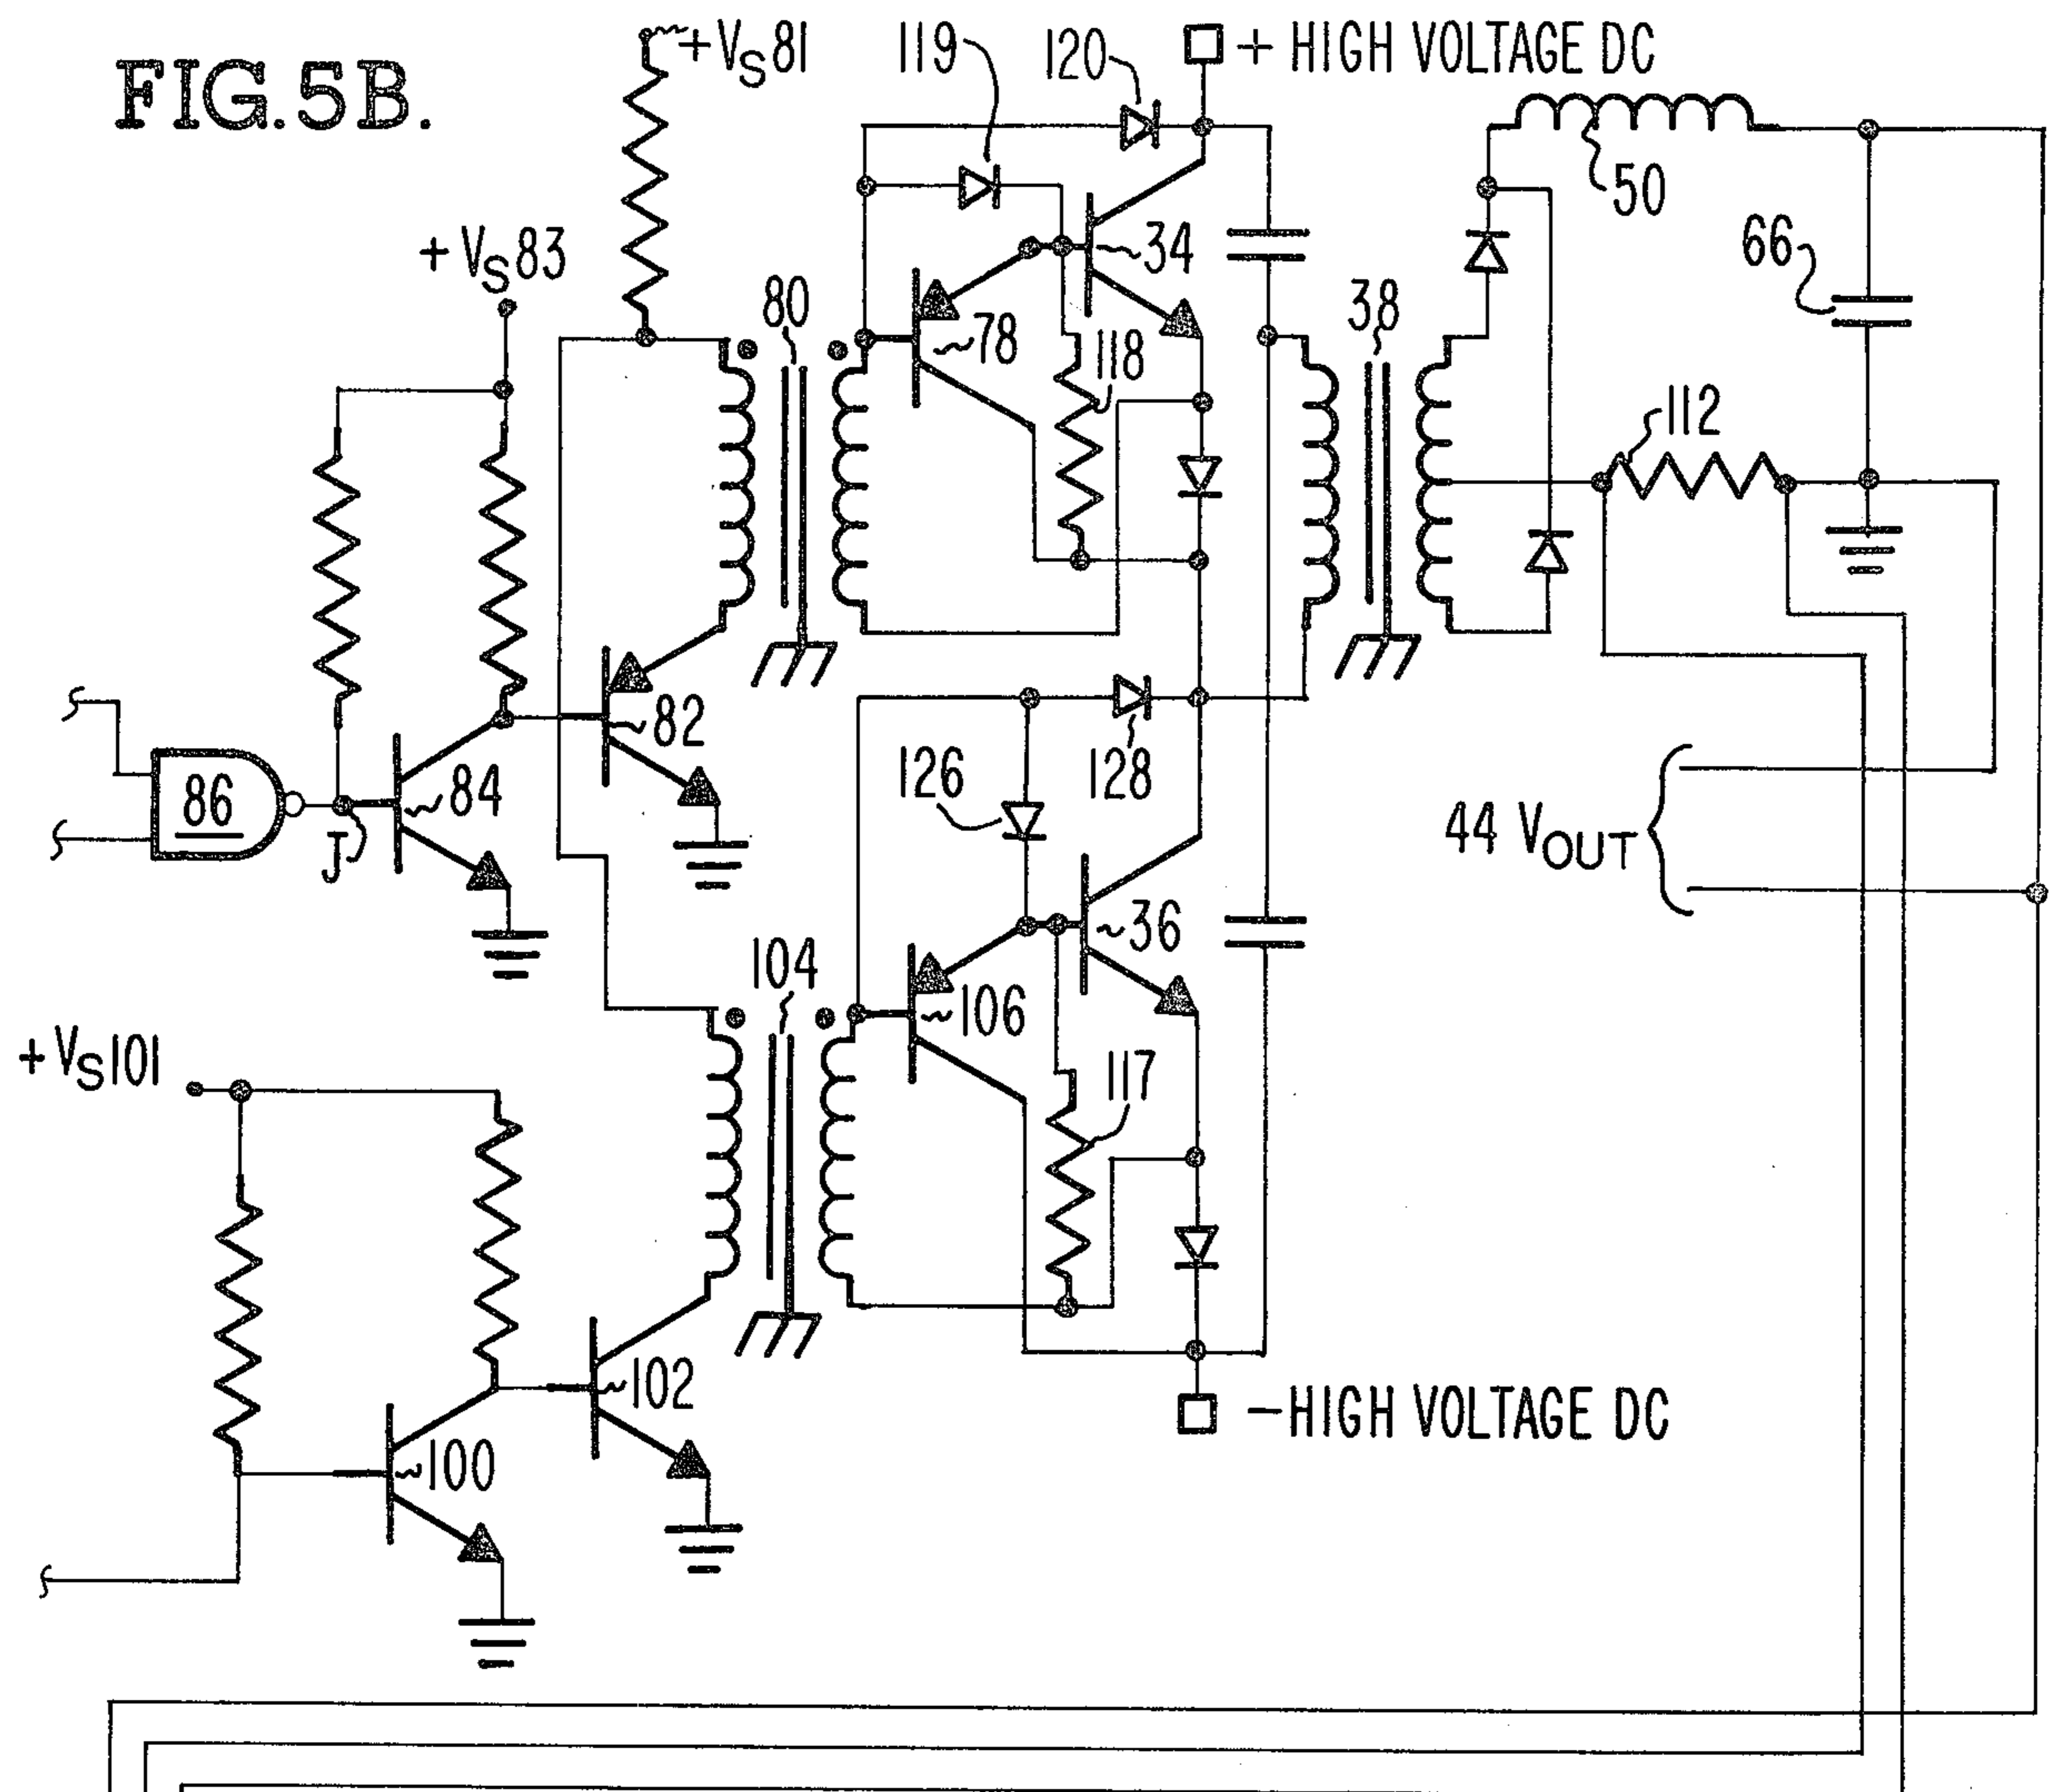 FIG. 5B.
+VS81
119
120
+ HIGH VOLTAGE DC
50
+ VS83
80
78
34
118
38
66
112
82
84
86
J
126
128
44 VOUT
36
104
106
117
+ VS101
102
100
− HIGH VOLTAGE DC